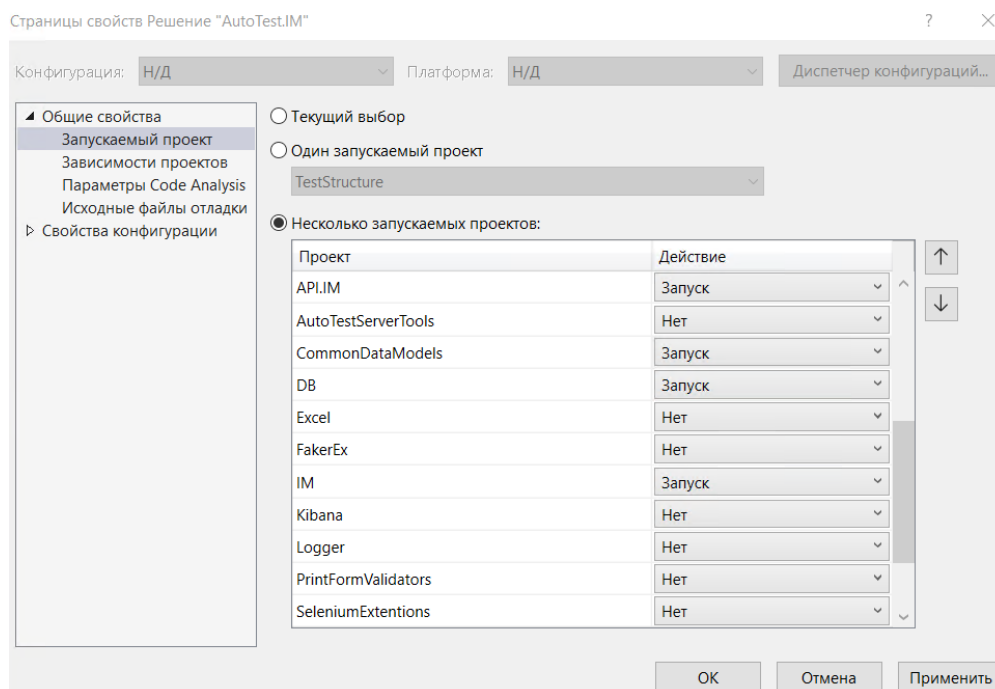 Страницы свойств Решение "AutoTest.IM" ?
Конфигурация: Н/Д Платформа: Н/Д Диспетчер конфигураций...
Общие свойства
Запускаемый проект
Зависимости проектов
Параметры Code Analysis
Исходные файлы отладки
Свойства конфигурации
Текущий выбор
Один запускаемый проект
TestStructure
Несколько запускаемых проектов:
Проект Действие
API.IM Запуск
AutoTestServerTools Нет
CommonDataModels Запуск
DB Запуск
Excel Нет
FakerEx Нет
IM Запуск
Kibana Нет
Logger Нет
PrintFormValidators Нет
SeleniumExtentions Нет
ОК Отмена Применить